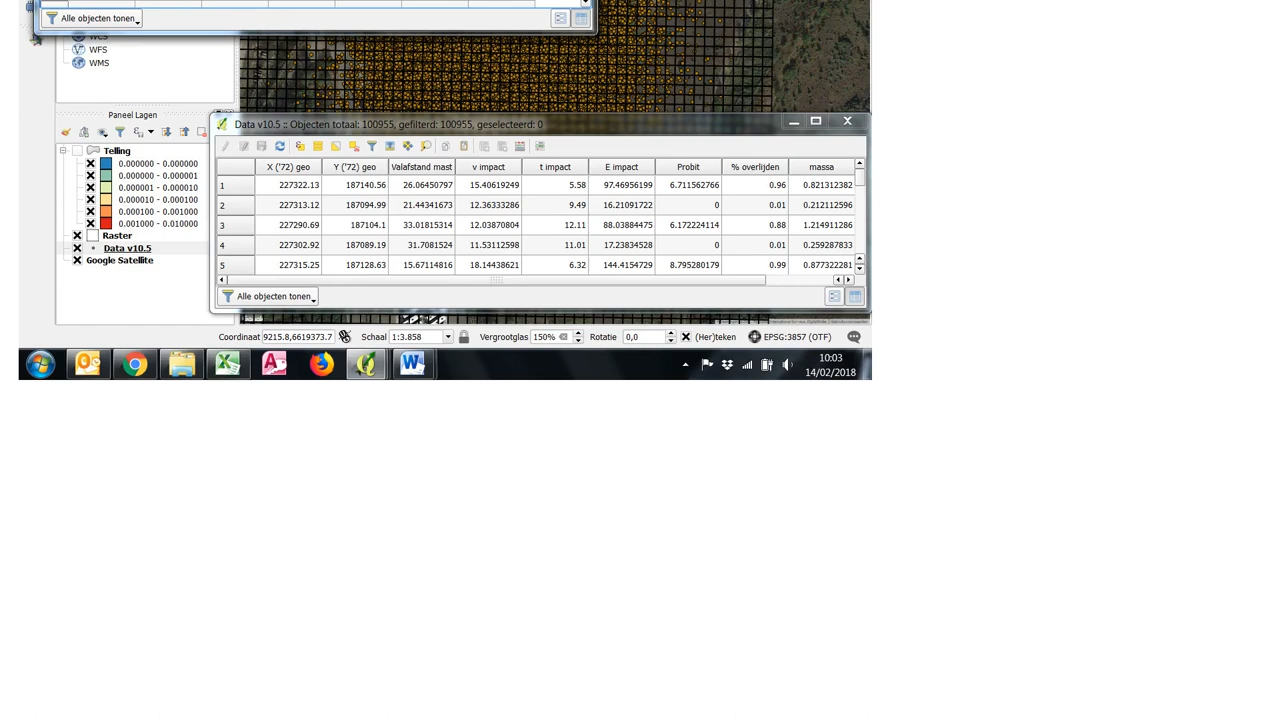 Alle objecten tonen
WFS
WMS
Paneel Lagen
Telling
0.000000 - 0.000000
0.000000 - 0.000001
0.000001 - 0.000010
0.000010 - 0.000100
0.000100 - 0.001000
0.001000 - 0.010000
Raster
Data v10.5
Google Satellite
Data v10.5 :: Objecten totaal: 100955, gefilterd: 100955, geselecteerd: 0
X ('72) geo Y ('72) geo Valafstand mast v impact t impact E impact Probit % overlijden massa
1 227322.13 187140.56 26.06450797 15.40619249 5.58 97.46956199 6.711562766 0.96 0.821312382
2 227313.12 187094.99 21.44341673 12.36333286 9.49 16.21091722 0 0.01 0.212112596
3 227290.69 187104.1 33.01815314 12.03870804 12.11 88.03884475 6.172224114 0.88 1.214911286
4 227302.92 187089.19 31.7081524 11.53112598 11.01 17.23834528 0 0.01 0.259287833
5 227315.25 187128.63 15.67114816 18.14438621 6.32 144.4154729 8.795280179 0.99 0.877322281
Alle objecten tonen
Coordinaat 9215.8,6619373.7 Schaal 1:3.858 Vergrootglas 150% Rotatie 0,0 (Her)teken EPSG:3857 (OTF)
10:03
14/02/2018